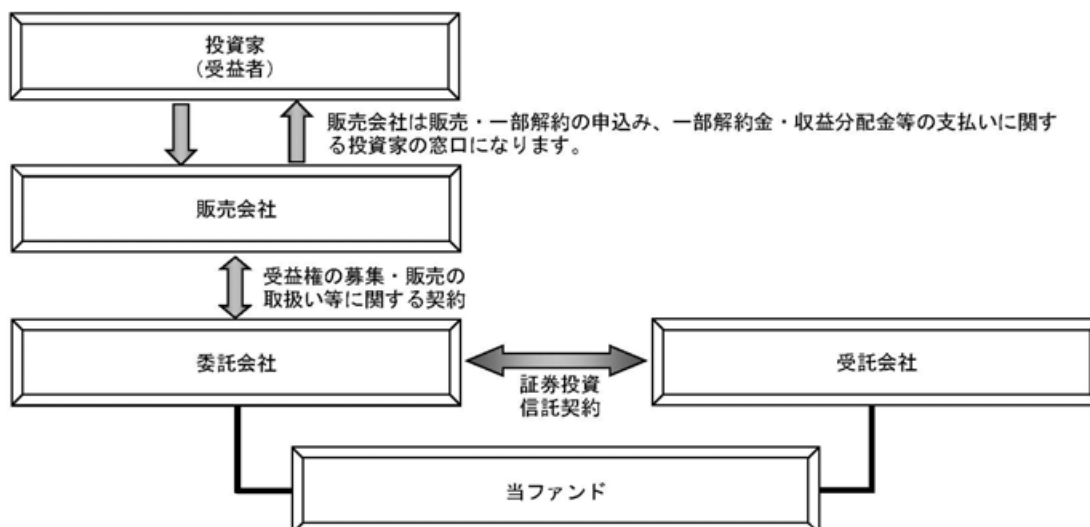 投資家
（受益者）
販売会社は販売・一部解約の申込み、一部解約金・収益分配金等の支払いに関す
る投資家の窓口になります。
販売会社
受益権の募集・販売の
取扱い等に関する契約
委託会社
受託会社
証券投資
信託契約
当ファンド